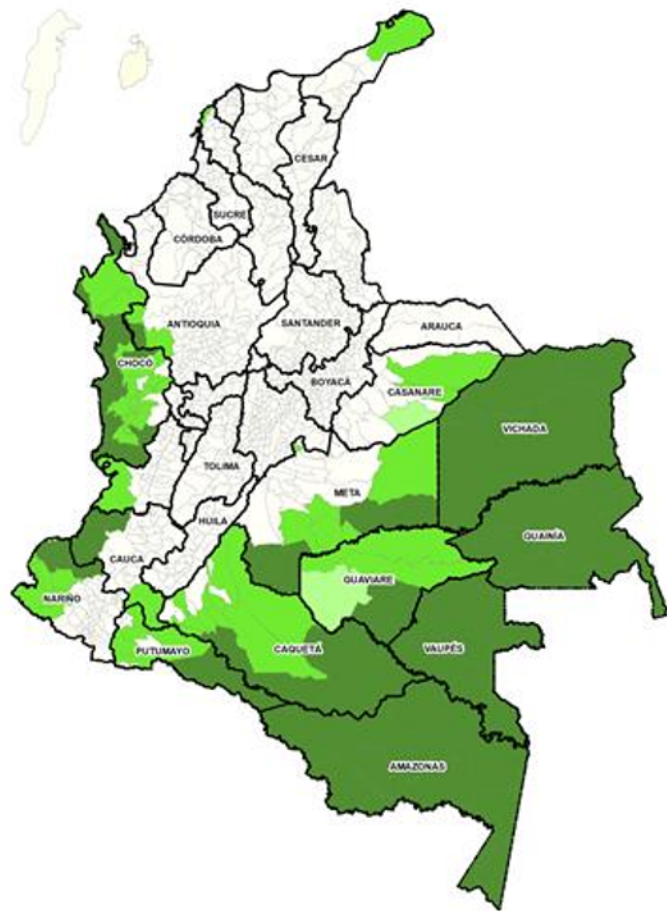 CESAR
SUCRE
CÓRDOBA
ANTIOQUIA
SANTANDER
ARAUCA
CHOCÓ
BOYACÁ
CASANARE
VICHADA
TOLIMA
META
HUILA
GUAINÍA
CAUCA
GUAVIARE
NARIÑO
PUTUMAYO
CAQUETÁ
VAUPÉS
AMAZONAS